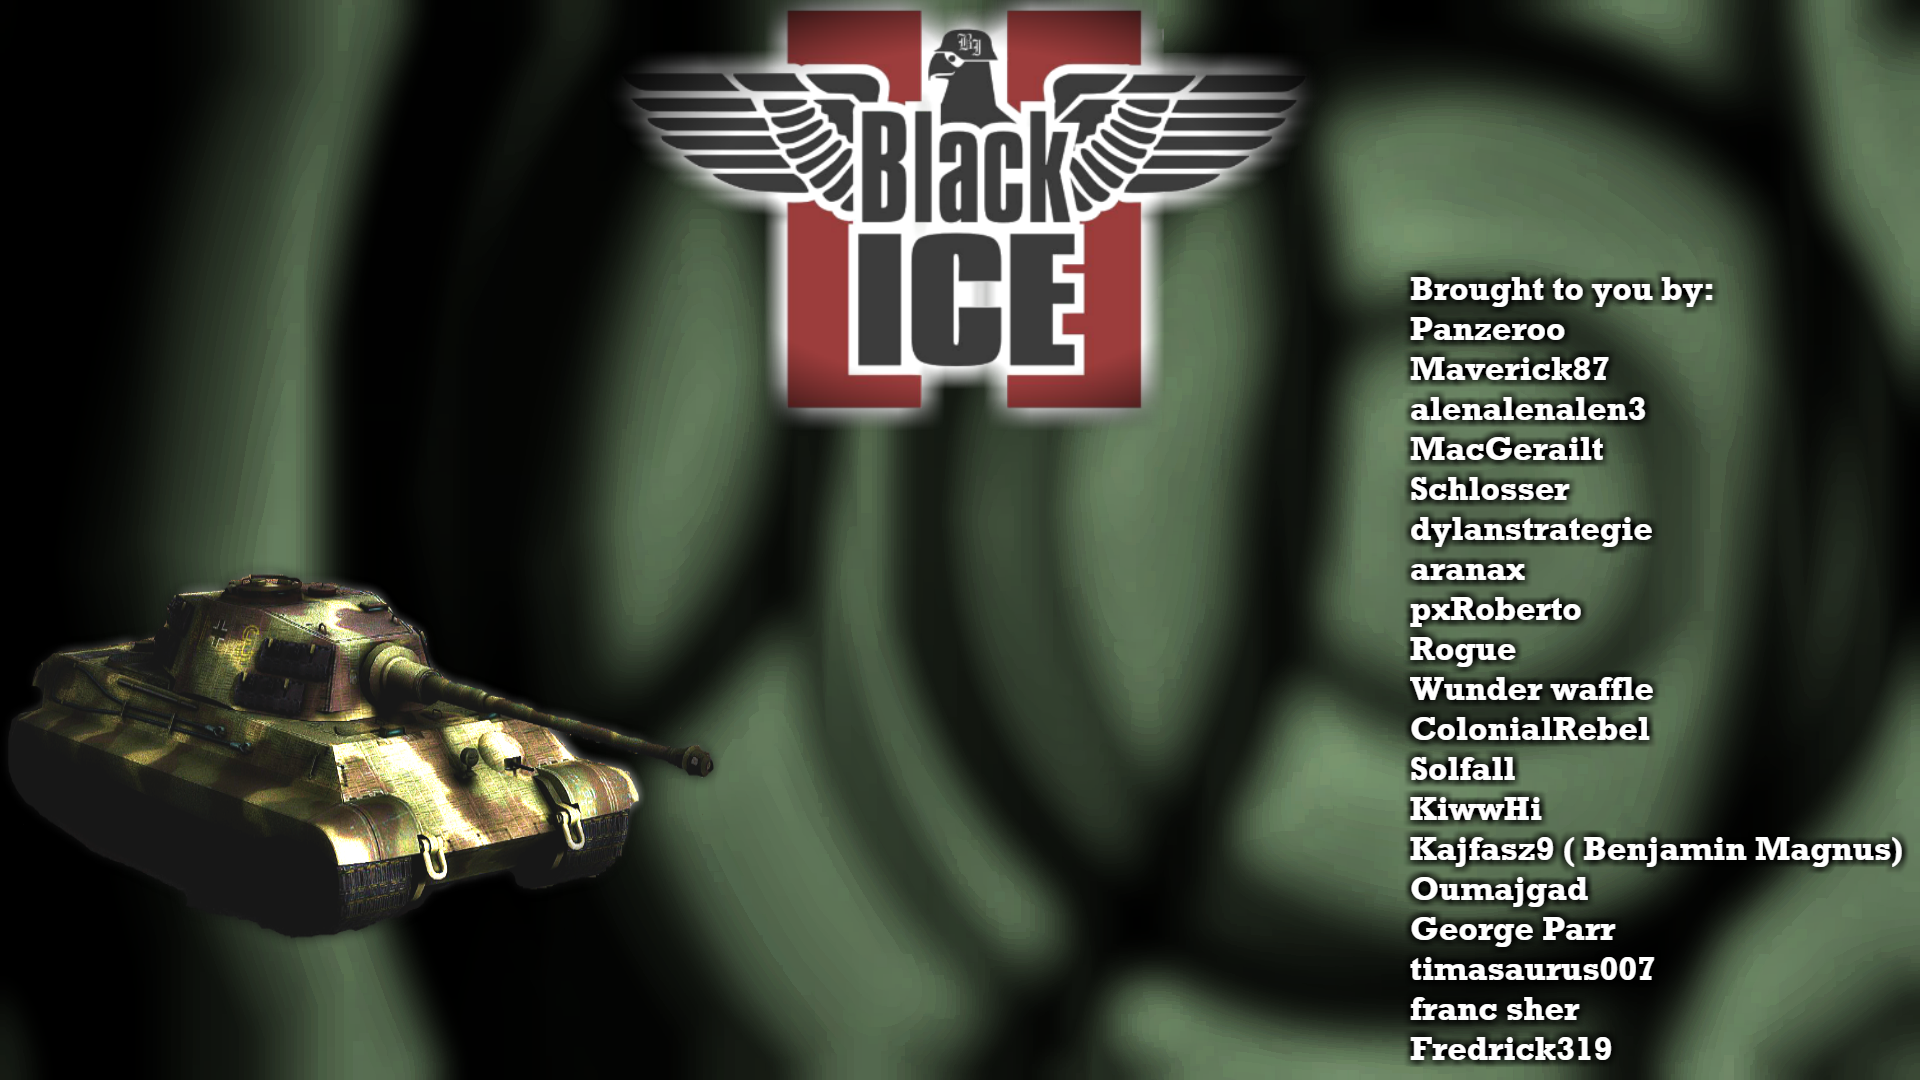 BI
Black
ICE
Brought to you by:
Panzeroo
Maverick87
alenalenalen3
MacGerailt
Schlosser
dylanstrategie
aranax
pxRoberto
Rogue
Wunder waffle
ColonialRebel
Solfall
KiwwHi
Kajfasz9 ( Benjamin Magnus)
Oumajgad
George Parr
timasaurus007
franc sher
Fredrick319